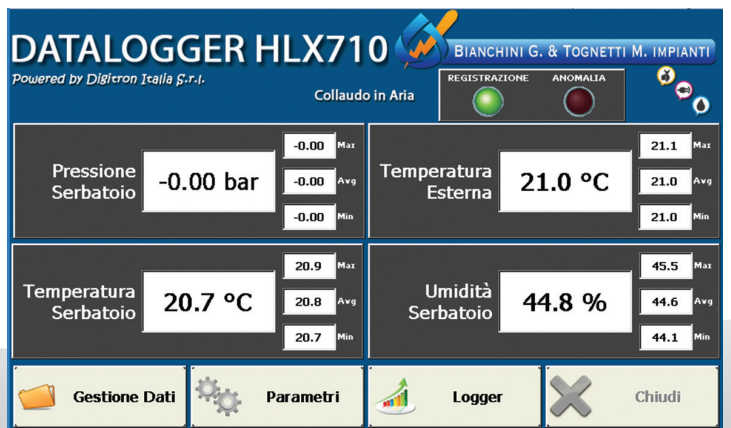 DATALOGGER HLX710
BIANCHINI G. & TOGNETTI M. IMPIANTI
Powered by Digitron Italia S.r.l.
Collaudo in Aria
REGISTRAZIONE ANOMALIA
Pressione
Serbatoio
-0.00 bar
-0.00 Max
-0.00 Avg
-0.00 Min
Temperatura
Esterna
21.0 °C
21.1 Max
21.0 Avg
21.0 Min
Temperatura
Serbatoio
20.7 °C
20.9 Max
20.8 Avg
20.7 Min
Umidità
Serbatoio
44.8 %
45.5 Max
44.6 Avg
44.1 Min
Gestione Dati
Parametri
Logger
Chiudi